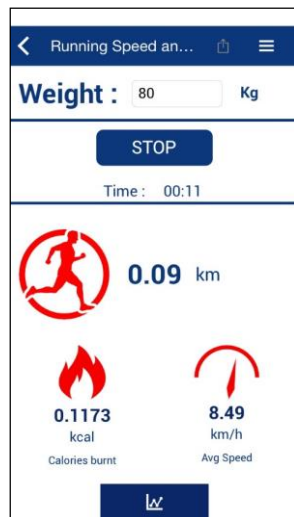 Running Speed an...
Weight : 80 Kg
STOP
Time : 00:11
0.09 km
0.1173
kcal
Calories burnt
8.49
km/h
Avg Speed